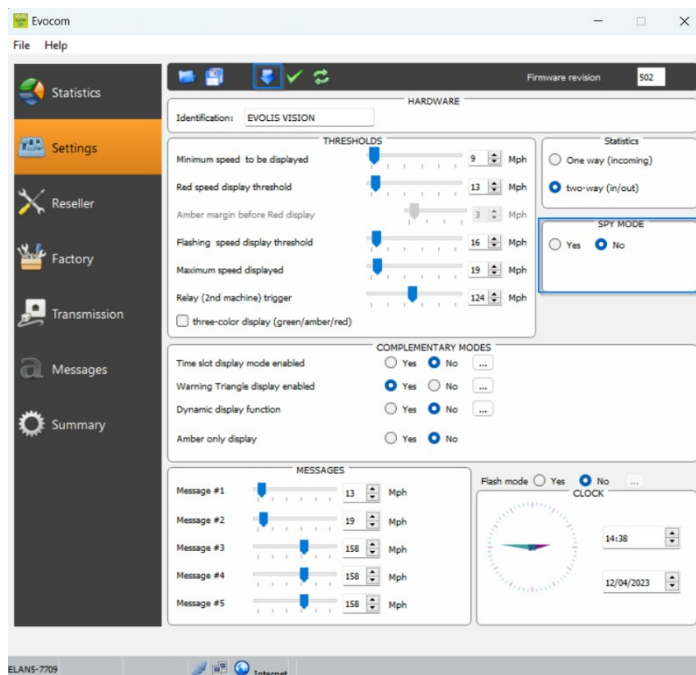 Evocom
File Help
Statistics
Settings
Reseller
Factory
Transmission
Messages
Summary
Firmware revision 502
HARDWARE
Identification: EVOLIS VISION
THRESHOLDS
Minimum speed to be displayed 9 Mph
Red speed display threshold 13 Mph
Amber margin before Red display 3 Mph
Flashing speed display threshold 16 Mph
Maximum speed displayed 19 Mph
Relay (2nd machine) trigger 124 Mph
three-color display (green/amber/red)
Statistics
One way (incoming)
two-way (in/out)
SPY MODE
Yes No
COMPLEMENTARY MODES
Time slot display mode enabled Yes No ...
Warning Triangle display enabled Yes No ...
Dynamic display function Yes No ...
Amber only display Yes No
MESSAGES
Message #1 13 Mph
Message #2 19 Mph
Message #3 158 Mph
Message #4 158 Mph
Message #5 158 Mph
Flash mode Yes No ...
CLOCK
14:38
12/04/2023
ELAN5-7709
Internet